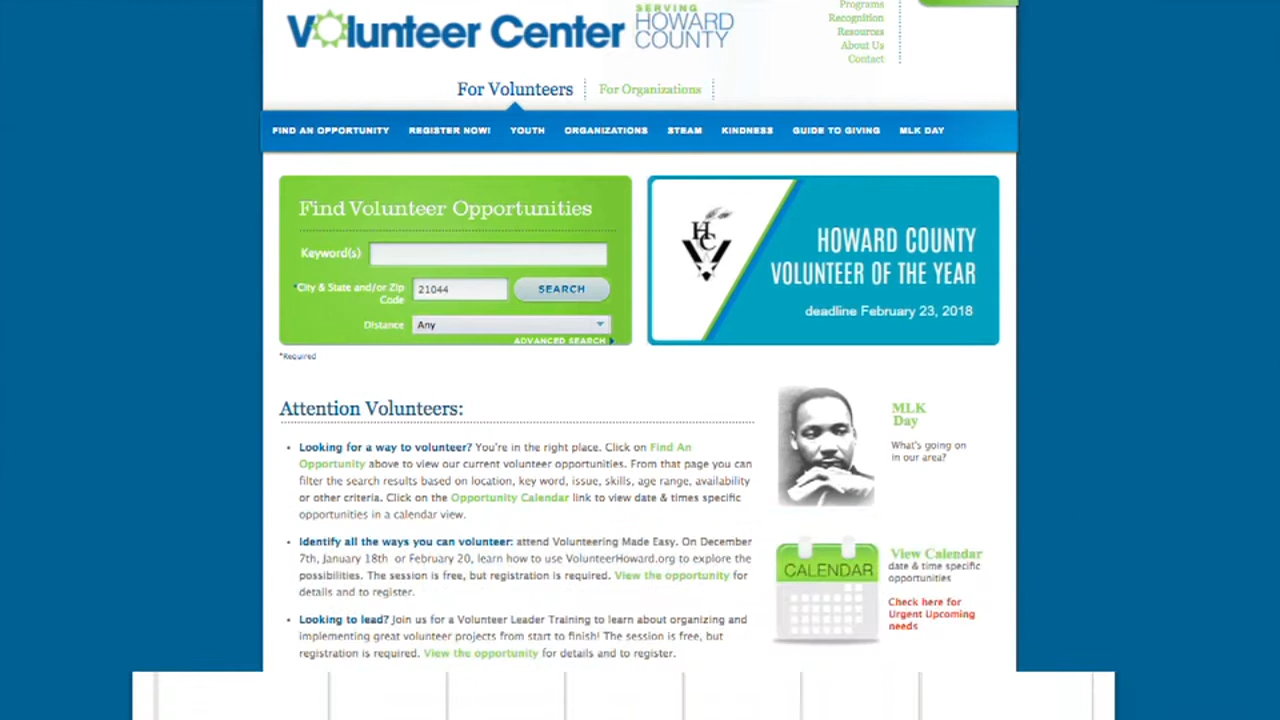 Volunteer Center
SERVING
HOWARD
COUNTY
Programs
Recognition
Resources
About Us
Contact
For Volunteers
For Organizations
FIND AN OPPORTUNITY REGISTER NOW! YOUTH ORGANIZATIONS STEAM KINDNESS GUIDE TO GIVING MLK DAY
Find Volunteer Opportunities
Keyword(s)
*City & State and/or Zip
Code
21044
SEARCH
Distance
Any
ADVANCED SEARCH
*Required
HC
V
HOWARD COUNTY
VOLUNTEER OF THE YEAR
deadline February 23, 2018
Attention Volunteers:
• Looking for a way to volunteer? You're in the right place. Click on Find An
Opportunity above to view our current volunteer opportunities. From that page you can
filter the search results based on location, key word, issue, skills, age range, availability
or other criteria. Click on the Opportunity Calendar link to view date & times specific
opportunities in a calendar view.
• Identify all the ways you can volunteer: attend Volunteering Made Easy. On December
7th, January 18th or February 20, learn how to use VolunteerHoward.org to explore the
possibilities. The session is free, but registration is required. View the opportunity for
details and to register.
• Looking to lead? Join us for a Volunteer Leader Training to learn about organizing and
implementing great volunteer projects from start to finish! The session is free, but
registration is required. View the opportunity for details and to register.
MLK
Day
What's going on
in our area?
CALENDAR
View Calendar
date & time specific
opportunities
Check here for
Urgent Upcoming
needs